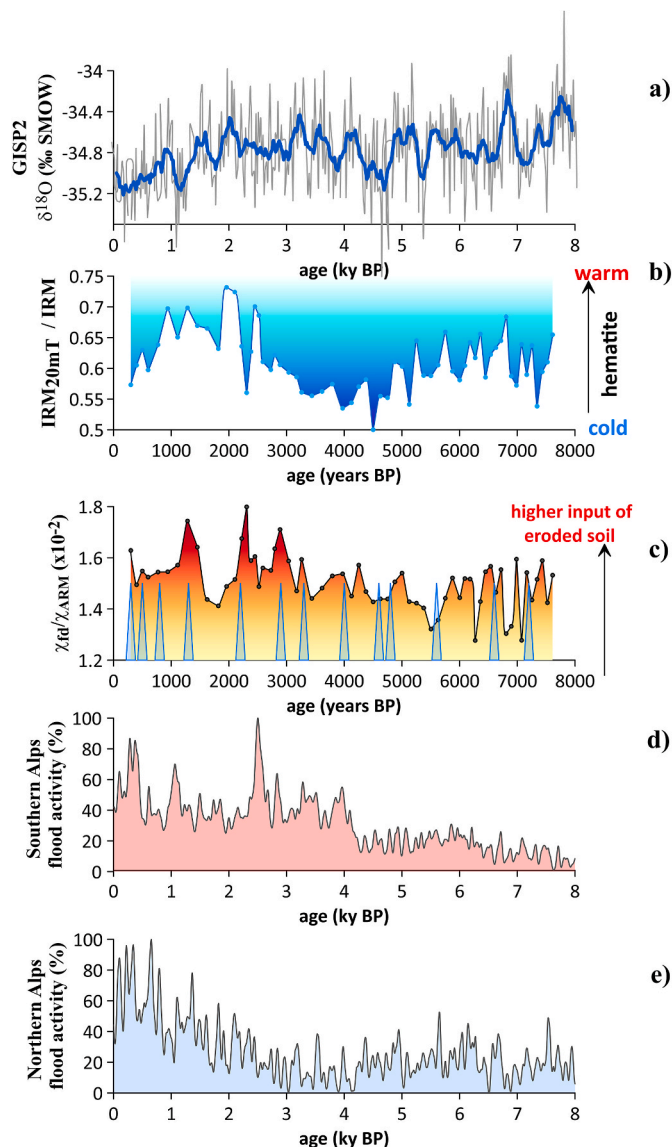 a)
GISP2
δ18O (‰ SMOW)
-34
-34.4
-34.8
-35.2
0 1 2 3 4 5 6 7 8
age (ky BP)
b)
IRM20mT / IRM
0.75
0.7
0.65
0.6
0.55
0.5
0 1000 2000 3000 4000 5000 6000 7000 8000
age (years BP)
warm
hematite
cold
c)
χfd/χARM (x10-2)
1.8
1.6
1.4
1.2
0 1000 2000 3000 4000 5000 6000 7000 8000
age (years BP)
higher input of
eroded soil
d)
Southern Alps
flood activity (%)
100
80
60
40
20
0
0 1 2 3 4 5 6 7 8
age (ky BP)
e)
Northern Alps
flood activity (%)
100
80
60
40
20
0
0 1 2 3 4 5 6 7 8
age (ky BP)